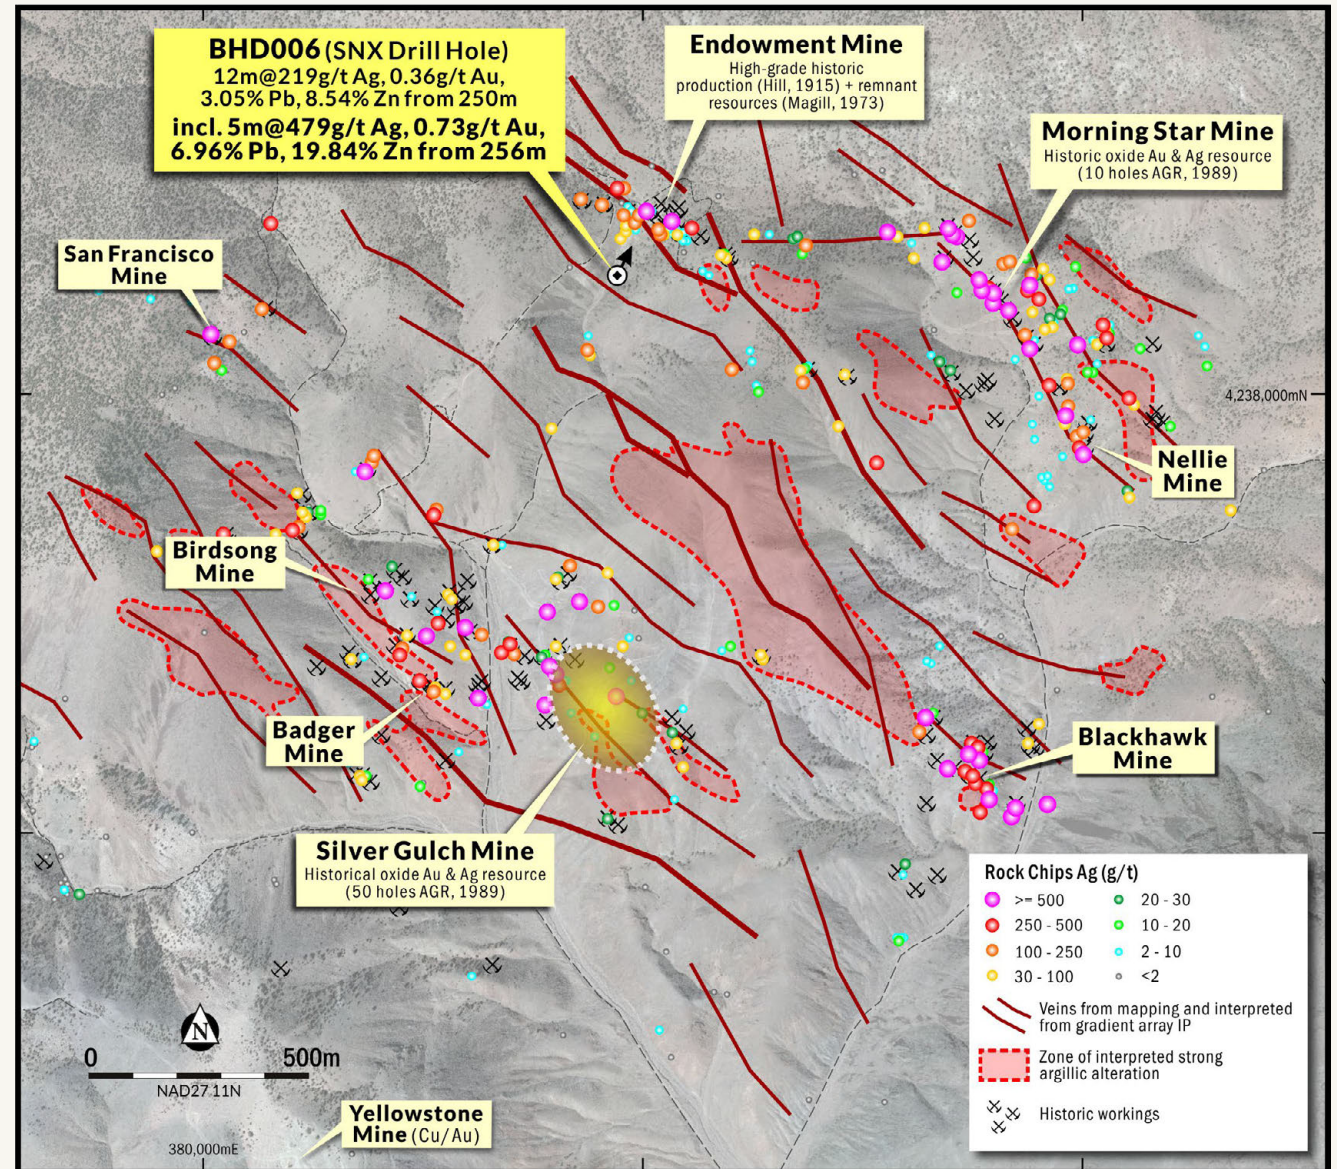 BHD006 (SNX Drill Hole)
12m@219g/t Ag, 0.36g/t Au,
3.05% Pb, 8.54% Zn from 250m
incl. 5m@479g/t Ag, 0.73g/t Au,
6.96% Pb, 19.84% Zn from 256m
Endowment Mine
High-grade historic
production (Hill, 1915) + remnant
resources (Magill, 1973)
Morning Star Mine
Historic oxide Au & Ag resource
(10 holes AGR, 1989)
San Francisco
Mine
4,238,000mN
Nellie
Mine
Birdsong
Mine
Badger
Mine
Blackhawk
Mine
Silver Gulch Mine
Historical oxide Au & Ag resource
(50 holes AGR, 1989)
Rock Chips Ag (g/t)
>= 500
20 - 30
250 - 500
10 - 20
100 - 250
2 - 10
30 - 100
<2
Veins from mapping and interpreted
from gradient array IP
Zone of interpreted strong
argillic alteration
Historic workings
N
0 500m
NAD27 11N
Yellowstone
Mine (Cu/Au)
380,000mE